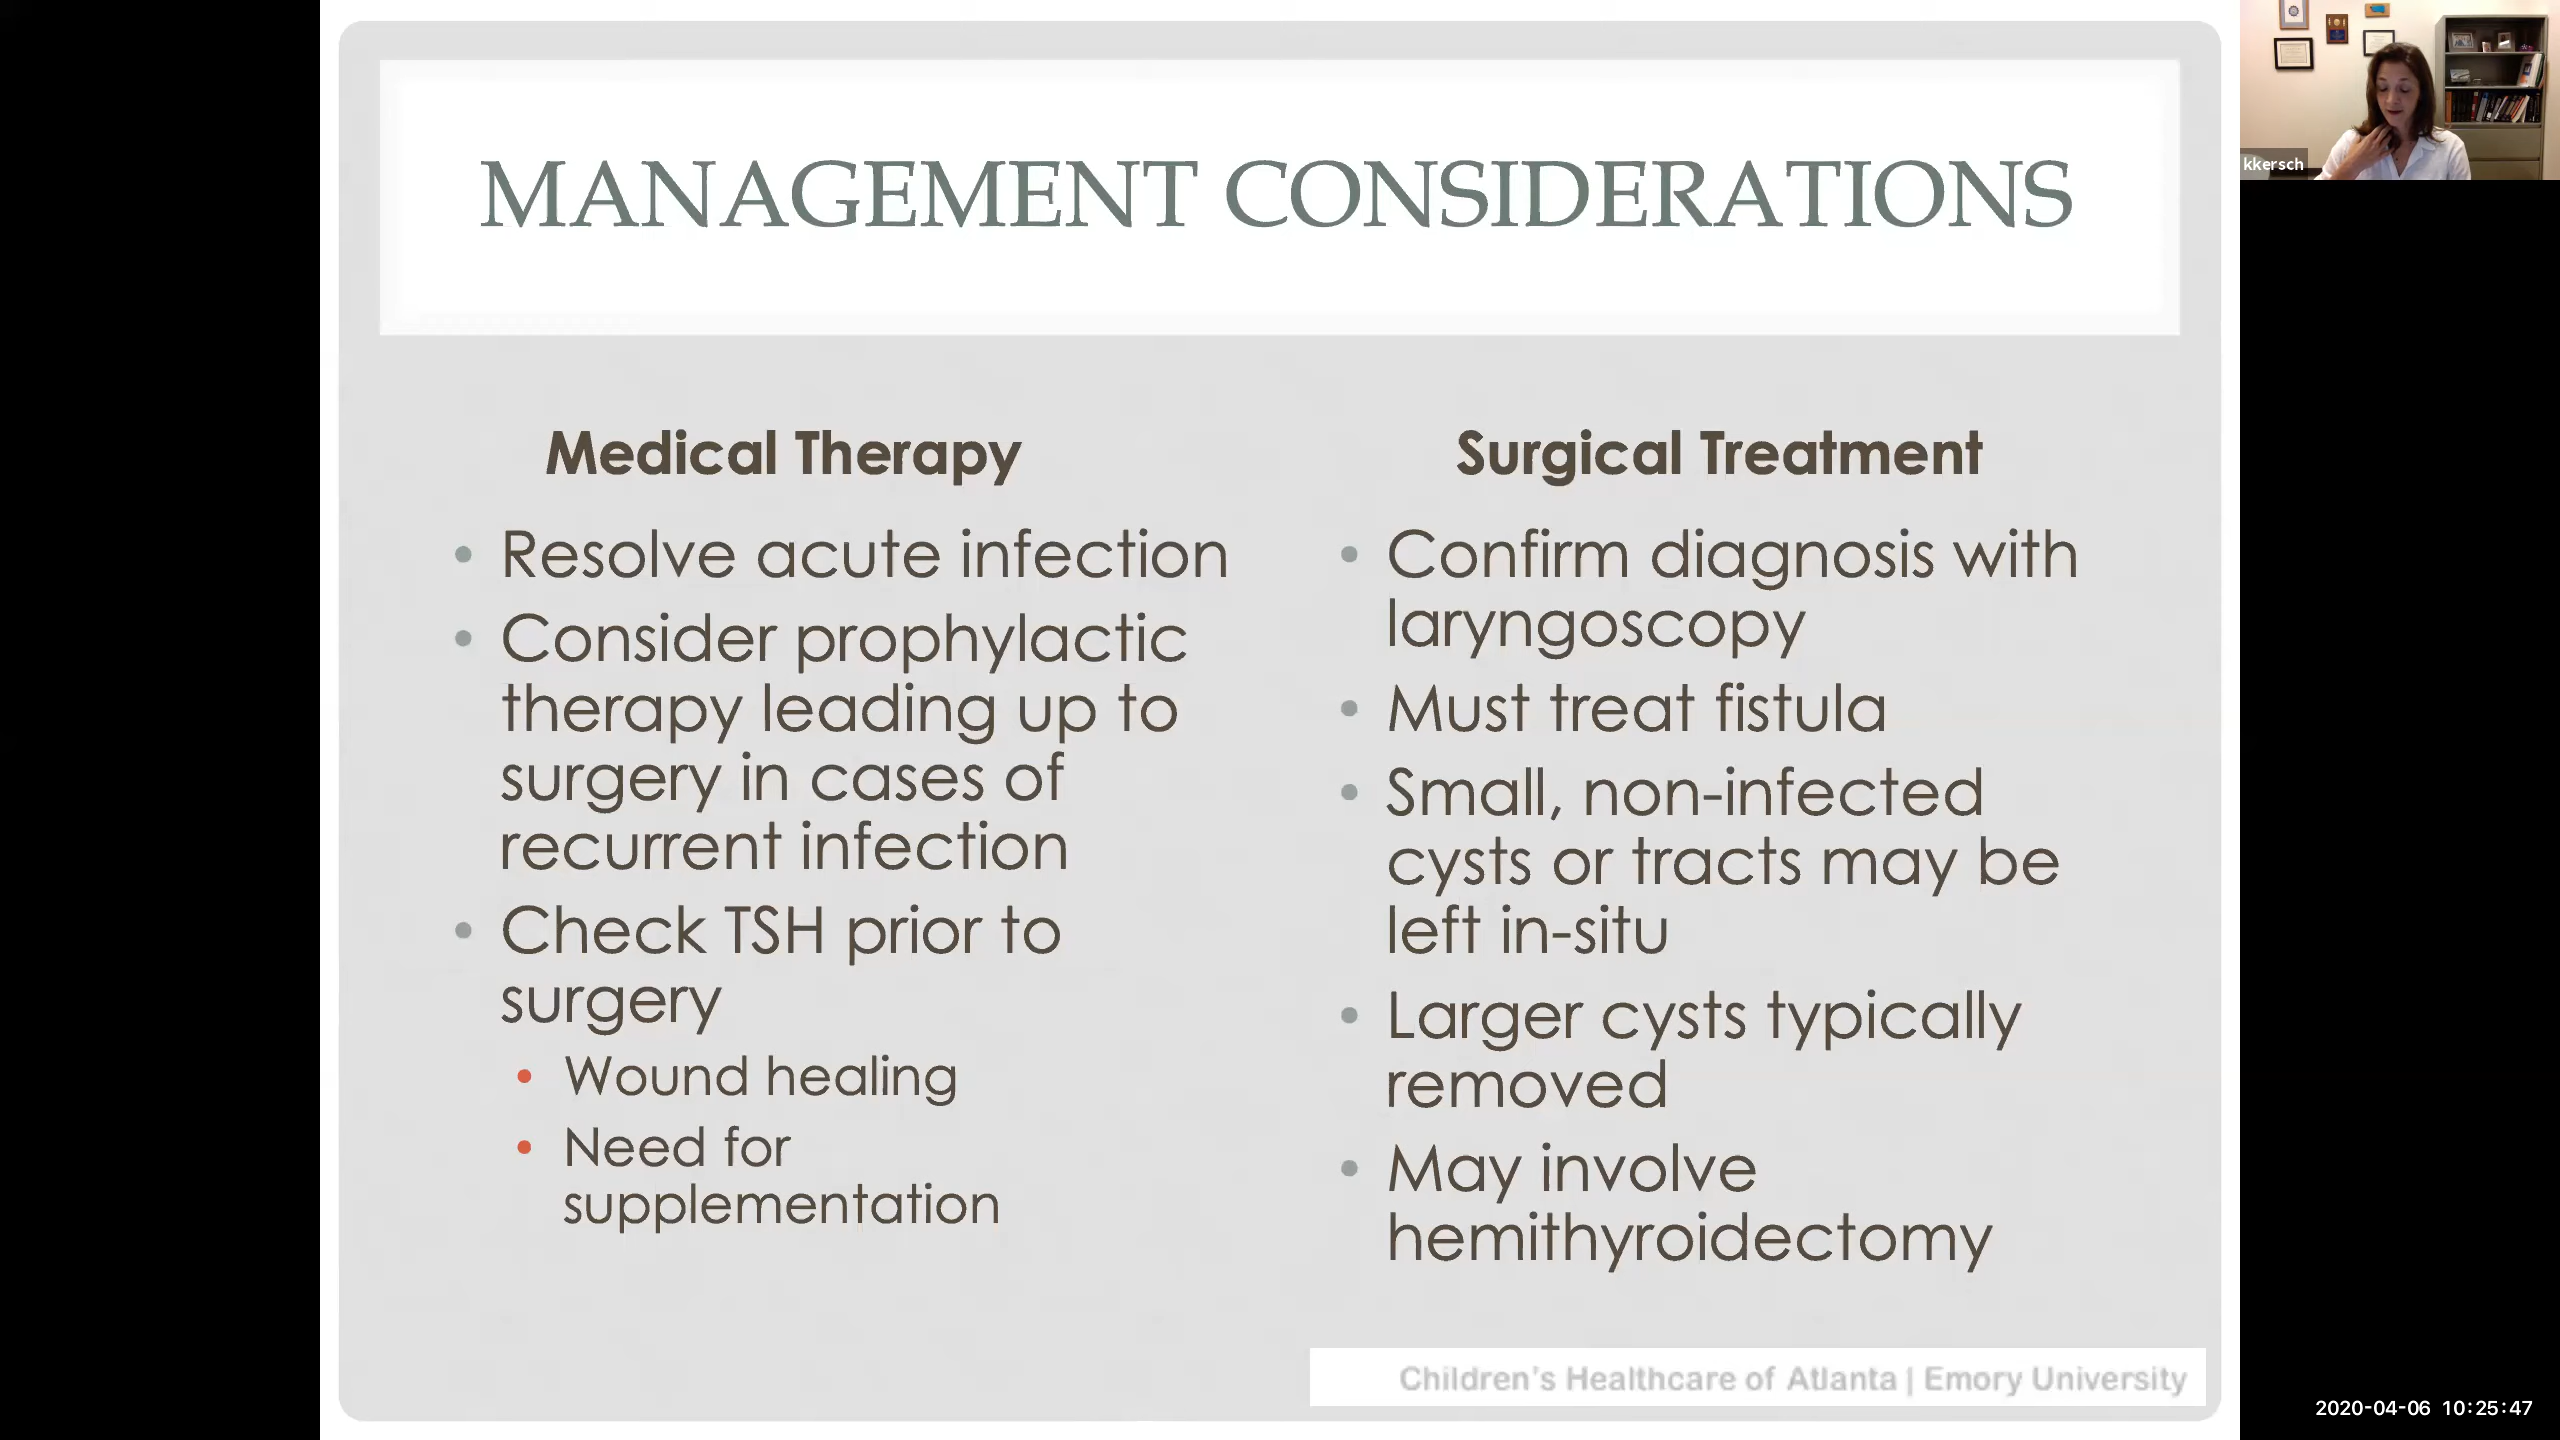 MANAGEMENT CONSIDERATIONS
Medical Therapy
• Resolve acute infection
• Consider prophylactic
therapy leading up to
surgery in cases of
recurrent infection
• Check TSH prior to
surgery
• Wound healing
• Need for
supplementation
Surgical Treatment
• Confirm diagnosis with
laryngoscopy
• Must treat fistula
• Small, non-infected
cysts or tracts may be
left in-situ
• Larger cysts typically
removed
• May involve
hemithyroidectomy
Children's Healthcare of Atlanta | Emory University
kkersch
2020-04-06 10:25:47